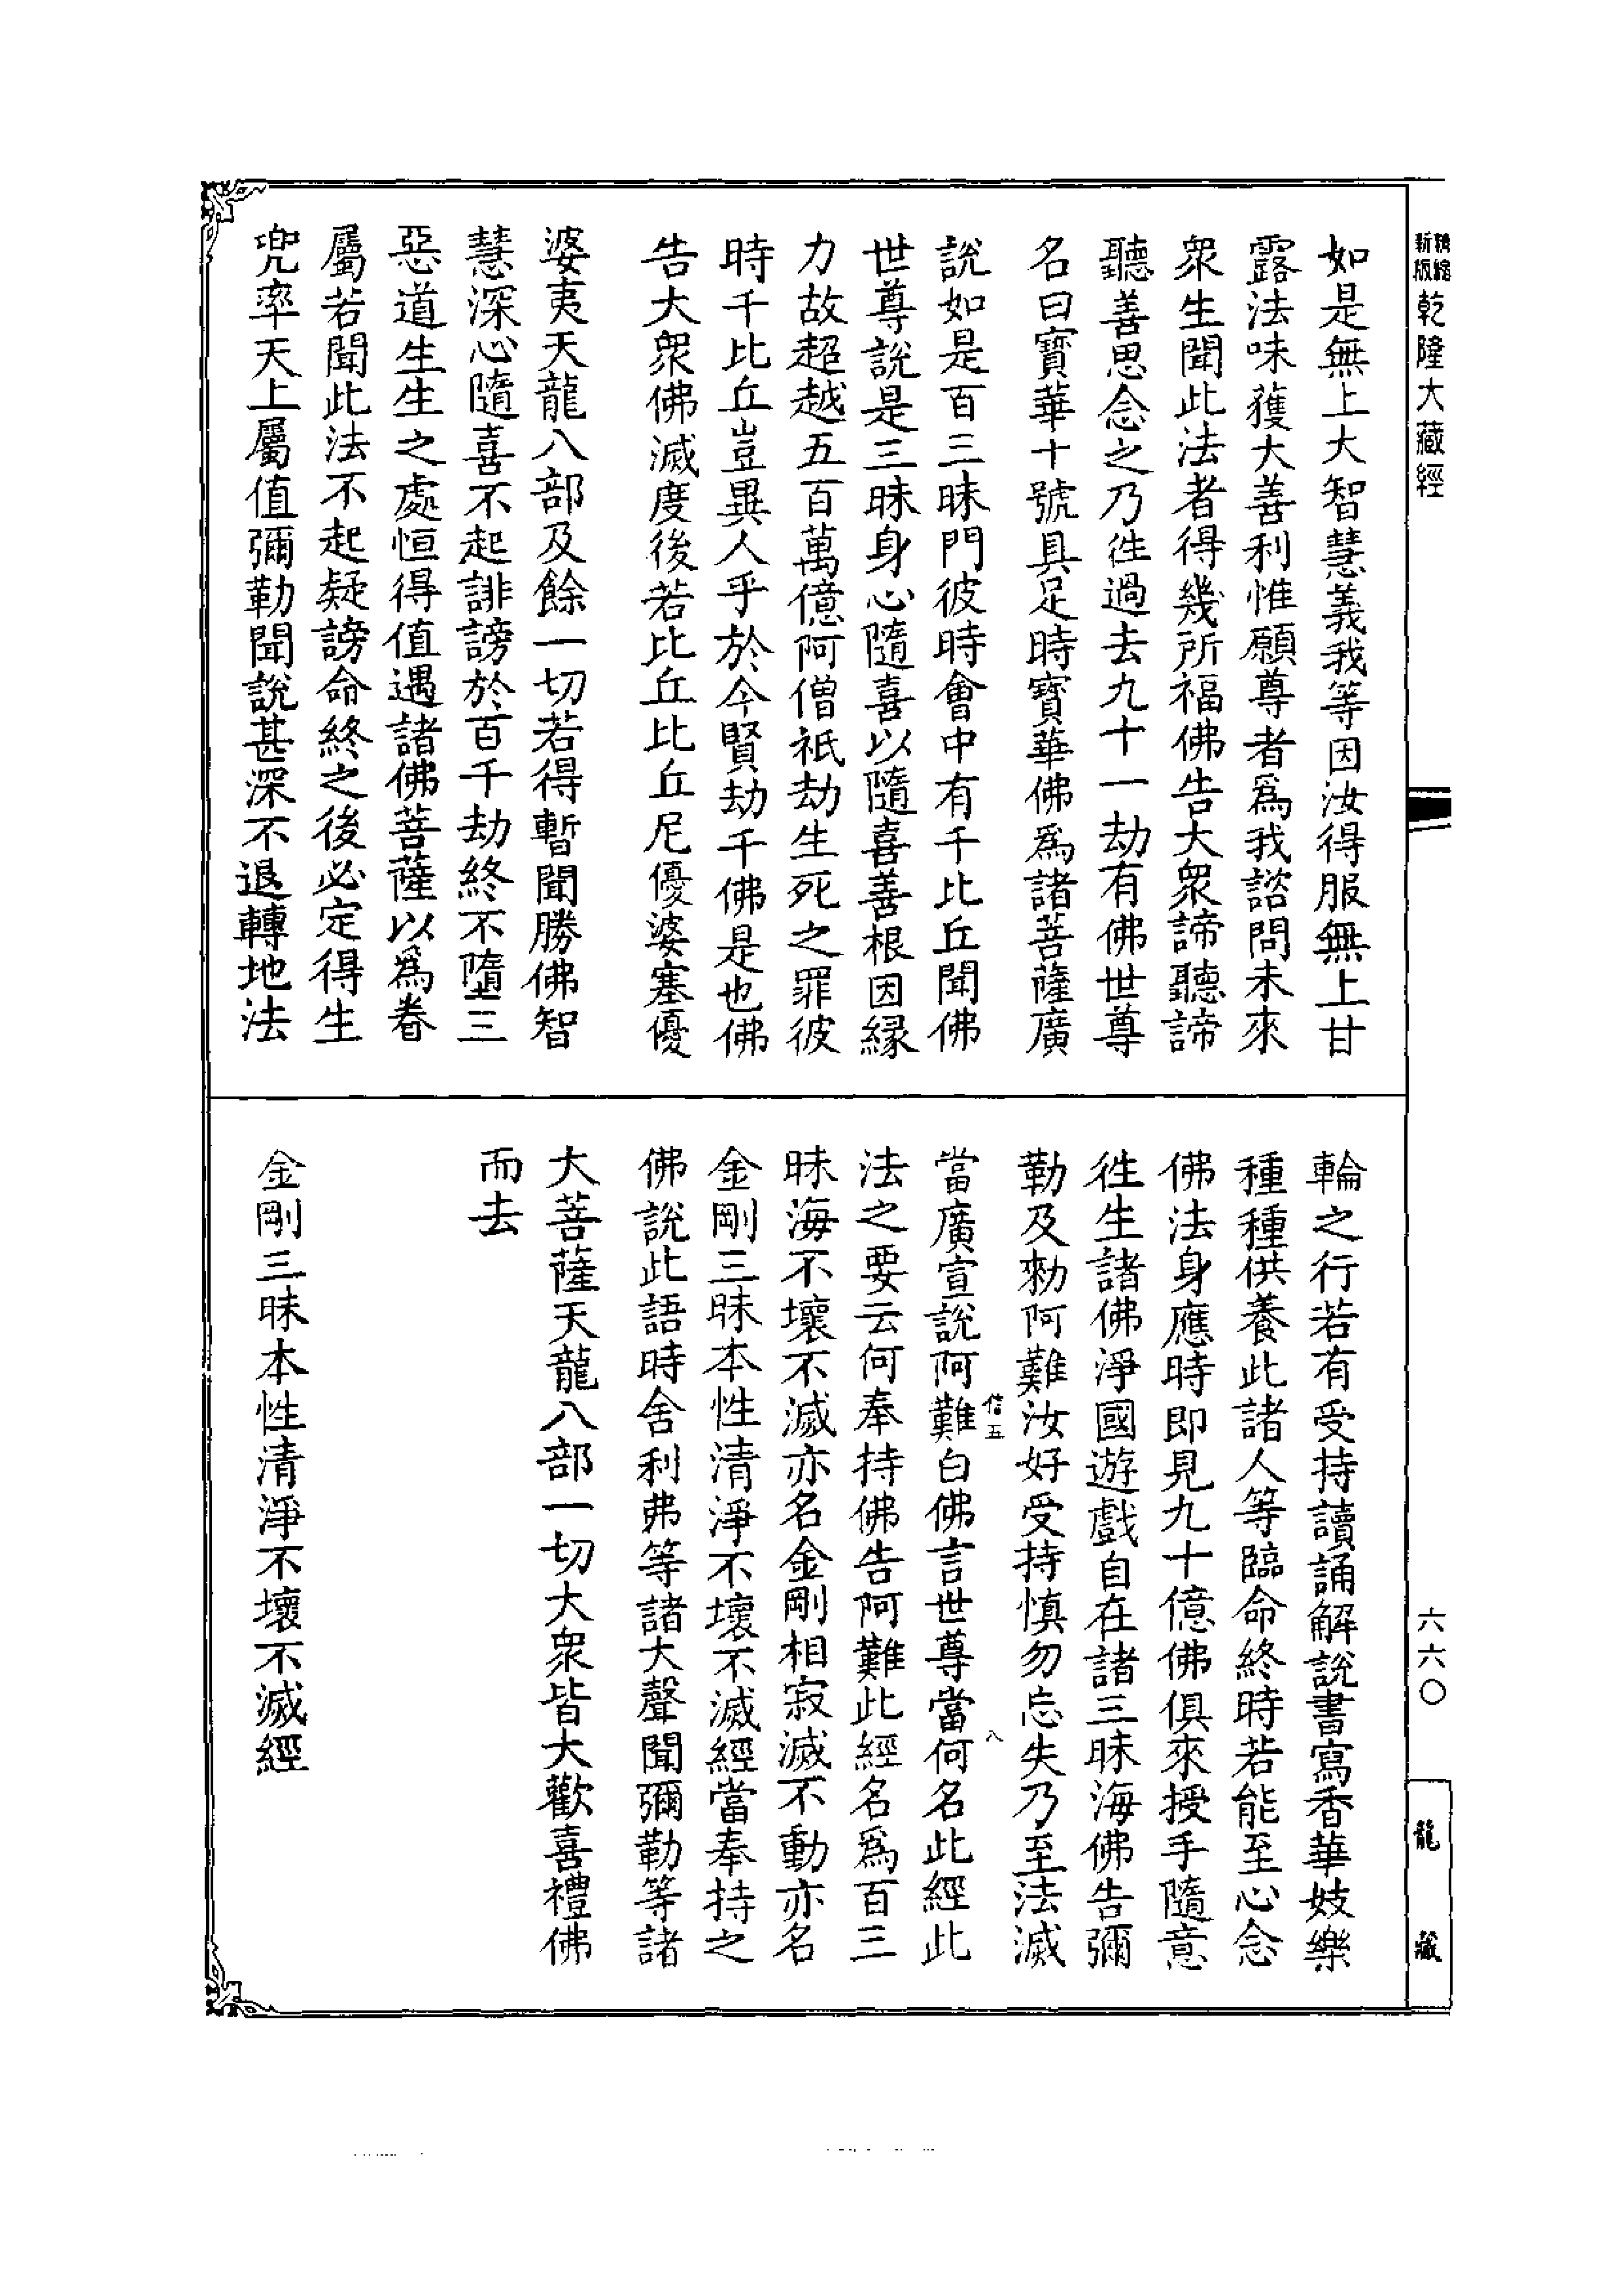 精縮
新版
乾隆大藏經
如是無上大智慧義我等因汝得服無上甘
露法味獲大善利惟願尊者爲我諮問未來
衆生聞此法者得幾所福佛告大衆諦聽諦
聽善思念之乃徃過去九十一劫有佛世尊
名曰寳華十號具足時寳華佛爲諸菩薩廣
說如是百三昧門彼時會中有千比丘聞佛
世尊說是三昧身心隨喜以隨喜善根因縁
力故超越五百萬億阿僧祇劫生死之罪彼
時千比丘豈異人乎於今賢劫千佛是也佛
告大衆佛滅度後若比丘比丘尼優婆塞優
婆夷天龍八部及餘一切若得暫聞勝佛智
慧深心隨喜不起誹謗於百千劫終不墮三
惡道生生之處恒得值遇諸佛菩薩以爲眷
屬若聞此法不起疑謗命終之後必定得生
兜率天上屬值彌勒聞說甚深不退轉地法
輪之行若有受持讀誦解說書寫香華妓樂
種種供養此諸人等臨命終時若能至心念
佛法身應時即見九十億佛俱來授手隨意
徃生諸佛淨國遊戲自在諸三昧海佛告彌
勒及勑阿難汝好受持慎勿忘失乃至法滅
信五
八
當廣宣說阿難白佛言世尊當何名此經此
法之要云何奉持佛告阿難此經名爲百三
昧海不壞不滅亦名金剛相寂滅不動亦名
金剛三昧本性清淨不壞不滅經當奉持之
佛說此語時舍利弗等諸大聲聞彌勒等諸
大菩薩天龍八部一切大衆皆大歡喜禮佛
而去
金剛三昧本性清淨不壞不滅經
六六〇
龍藏